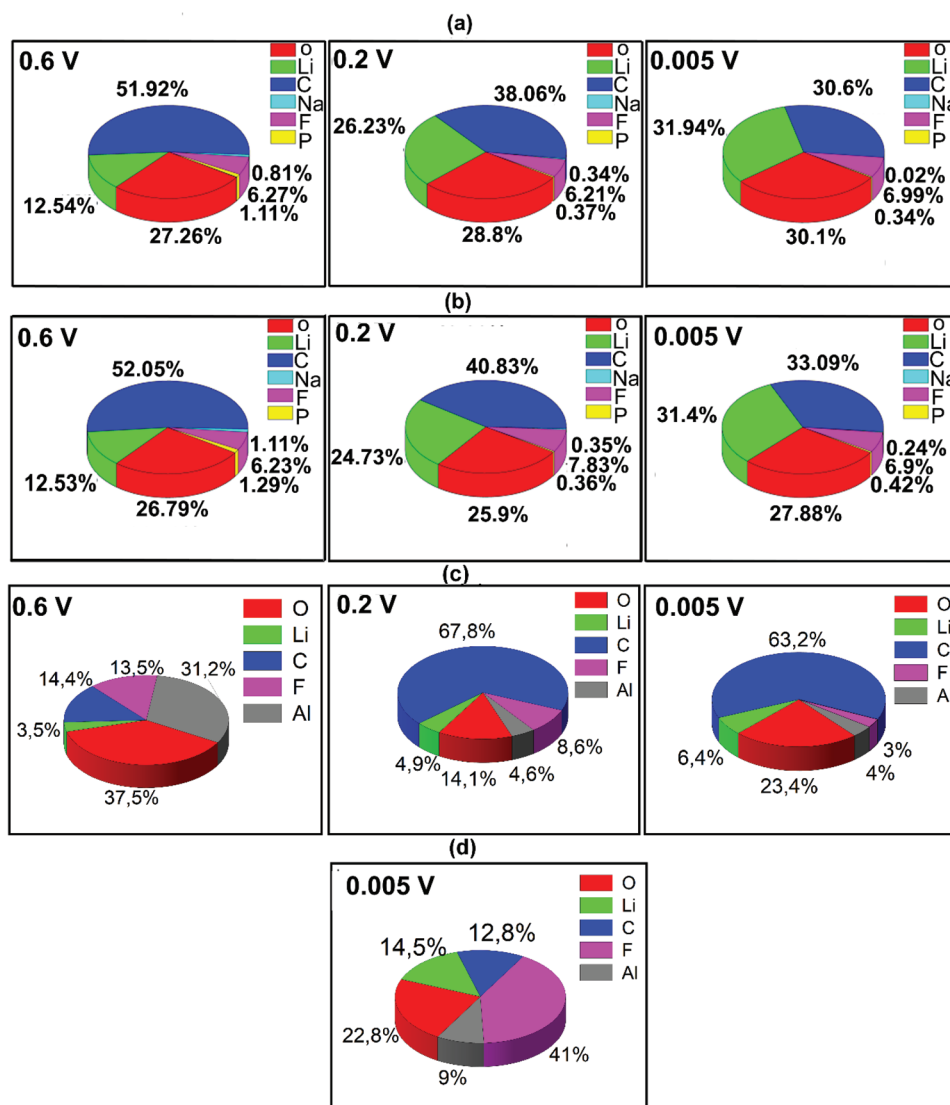 (a)
0.6 V
o
Li
C
Na
F
P
51.92%
12.54%
27.26%
0.81%
6.27%
1.11%
0.2 V
o
Li
C
Na
F
P
38.06%
26.23%
0.34%
6.21%
0.37%
28.8%
0.005 V
o
Li
C
Na
F
P
30.6%
31.94%
0.02%
6.99%
0.34%
30.1%
(b)
0.6 V
o
Li
C
Na
F
P
52.05%
12.53%
1.11%
6.23%
1.29%
26.79%
0.2 V
o
Li
C
Na
F
P
40.83%
24.73%
0.35%
7.83%
0.36%
25.9%
0.005 V
o
Li
C
Na
F
P
33.09%
31.4%
0.24%
6.9%
0.42%
27.88%
(c)
0.6 V
O
Li
C
F
Al
13,5%
31,2%
14,4%
3,5%
37,5%
0.2 V
O
Li
C
F
Al
67,8%
4,9%
14,1%
4,6%
8,6%
0.005 V
O
Li
C
F
A
63,2%
6,4%
23,4%
4%
3%
(d)
0.005 V
O
Li
C
F
Al
14,5%
12,8%
22,8%
9%
41%